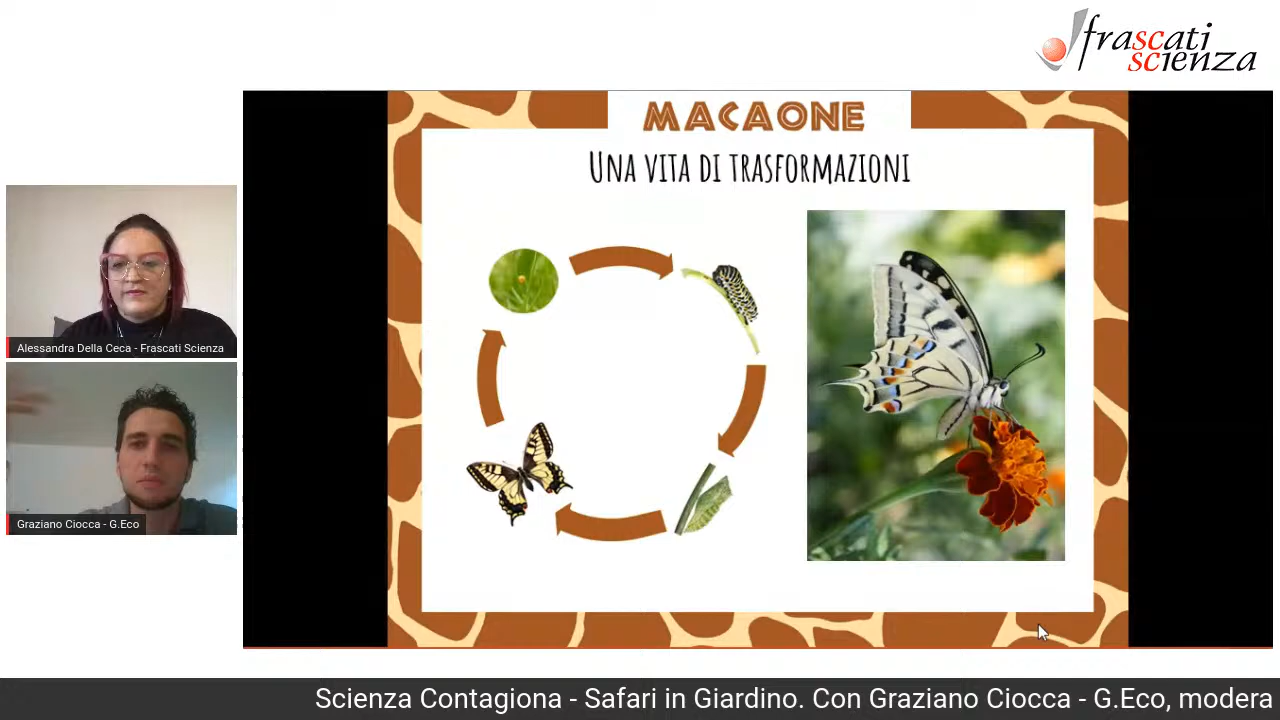 frascati
scienza
MACAONE
UNA VITA DI TRASFORMAZIONI
Alessandra Della Ceca - Frascati Scienza
Graziano Ciocca - G.Eco
Scienza Contagiona - Safari in Giardino. Con Graziano Ciocca - G.Eco, modera